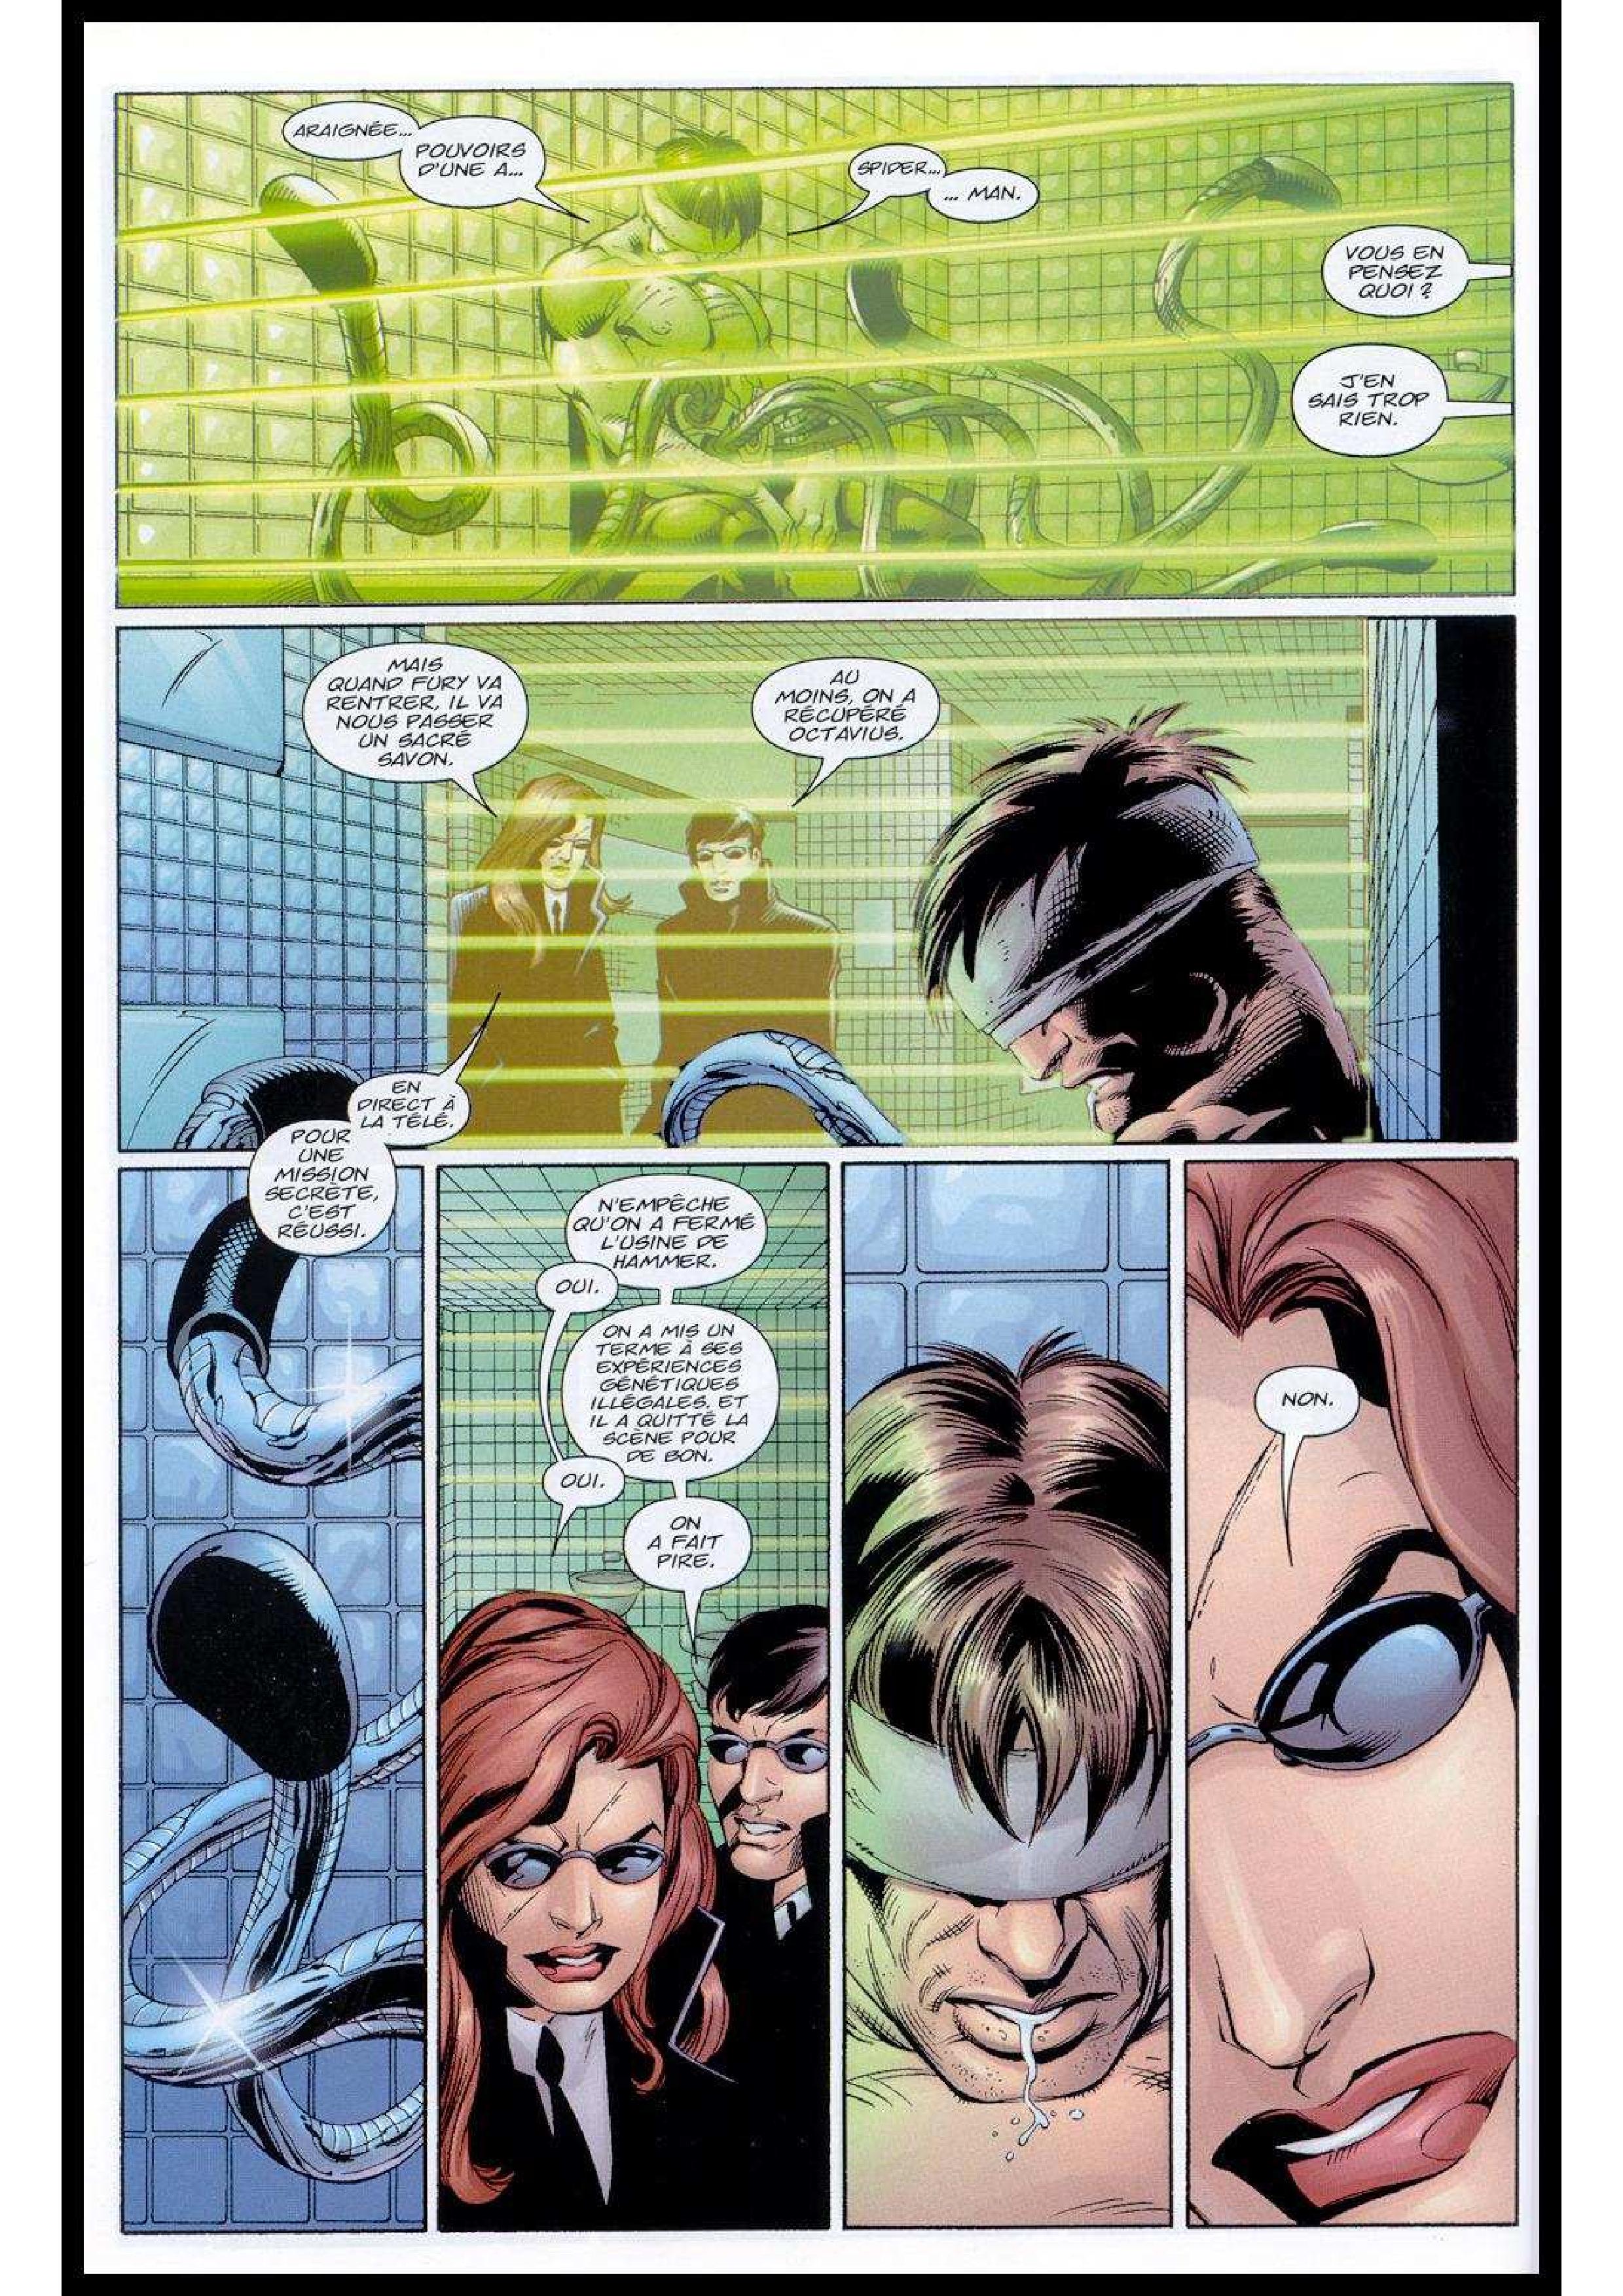 ARAIGNÉE...
POUVOIRS
D'UNE A...
SPIDER...
... MAN.
VOUS EN
PENSEZ
QUOI ?
J'EN
SAIS TROP
RIEN.
MAIS
QUAND FURY VA
RENTRER, IL VA
NOUS PASSER
UN SACRÉ
SAVON.
AU
MOINS, ON A
RÉCUPÉRÉ
OCTAVIUS.
EN
DIRECT À
LA TÉLÉ.
POUR
UNE
MISSION
SECRÈTE,
C'EST
RÉUSSI.
N'EMPÊCHE
QU'ON A FERMÉ
L'USINE DE
HAMMER.
OUI.
ON A MIS UN
TERME À SES
EXPÉRIENCES
GÉNÉTIQUES
ILLÉGALES. ET
IL A QUITTÉ LA
SCÈNE POUR
DE BON.
OUI.
ON
A FAIT
PIRE.
NON.